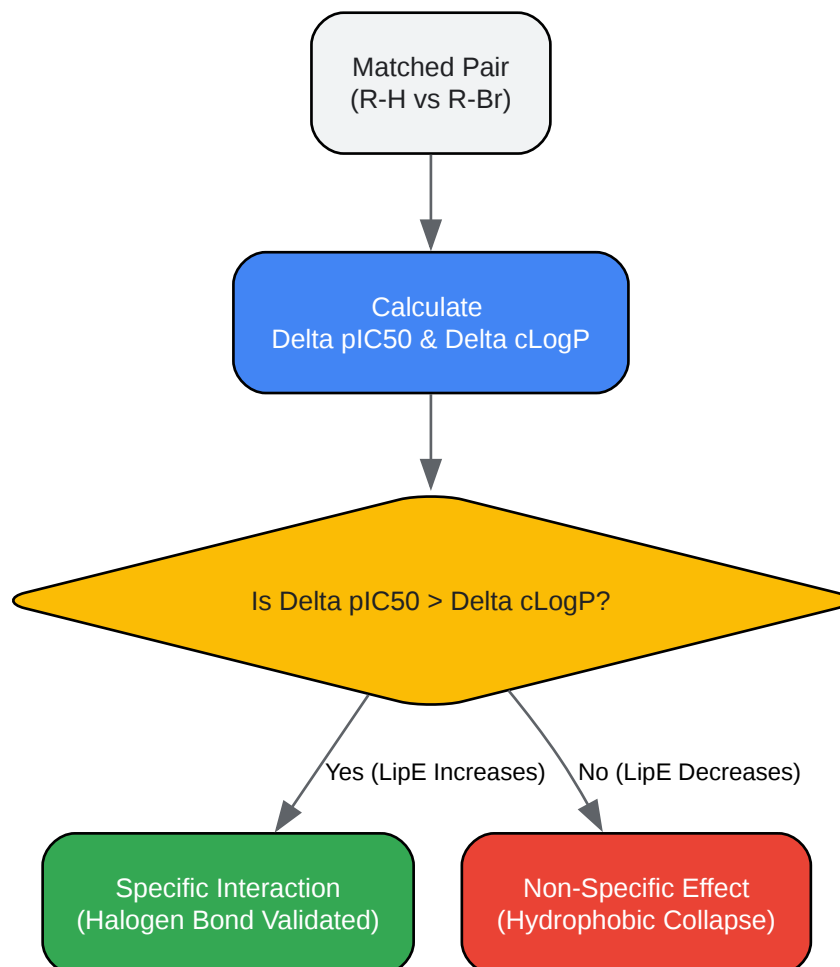 Matched Pair
(R-H vs R-Br)
Calculate
Delta pIC50 & Delta cLogP
Is Delta pIC50 > Delta cLogP?
Yes (LipE Increases)
No (LipE Decreases)
Specific Interaction
(Halogen Bond Validated)
Non-Specific Effect
(Hydrophobic Collapse)